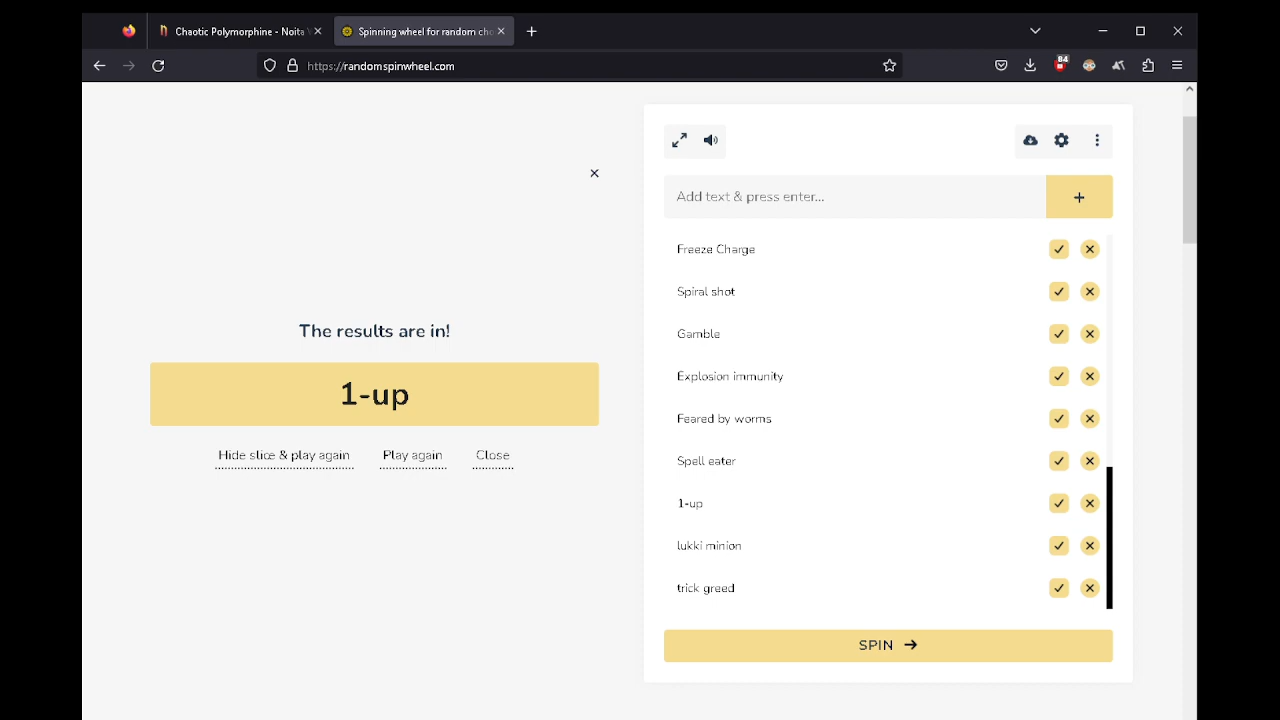 Chaotic Polymorphine - Noita
Spinning wheel for random cho
https://randomspinwheel.com
84
Add text & press enter...
+
Freeze Charge
Spiral shot
Gamble
Explosion immunity
Feared by worms
Spell eater
1-up
lukki minion
trick greed
SPIN →
The results are in!
1-up
Hide slice & play again
Play again
Close